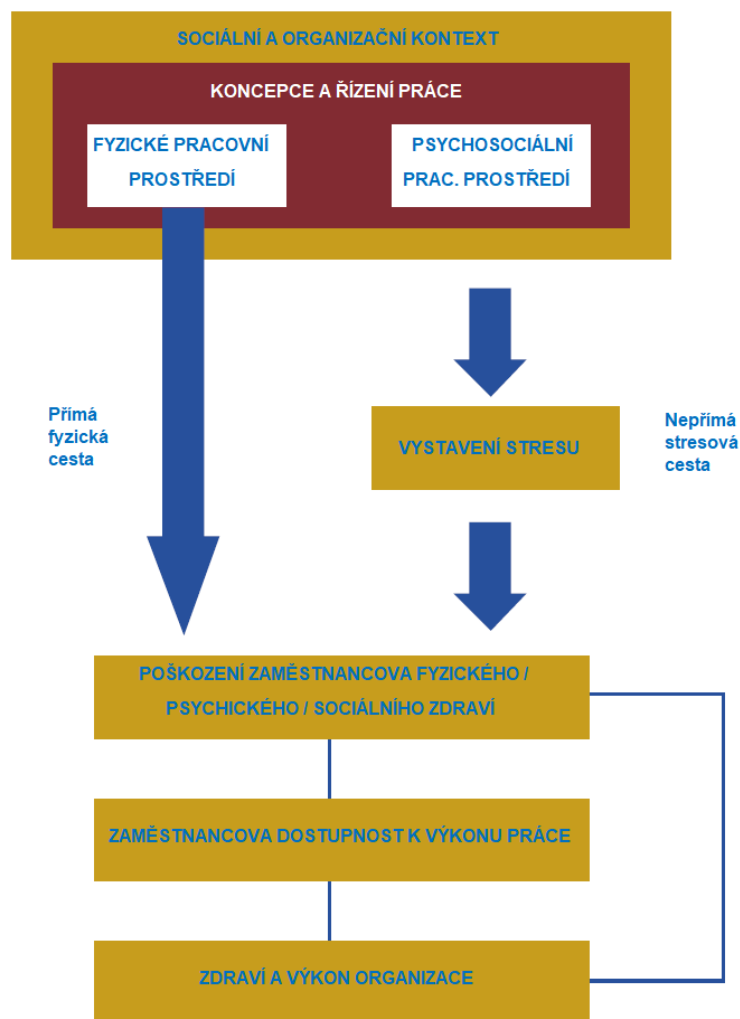 SOCIÁLNÍ A ORGANIZAČNÍ KONTEXT
KONCEPCE A ŘÍZENÍ PRÁCE
FYZICKÉ PRACOVNÍ
PROSTŘEDÍ
PSYCHOSOCIÁLNÍ
PRAC. PROSTŘEDÍ
Přímá
fyzická
cesta
VYSTAVENÍ STRESU
Nepřímá
stresová
cesta
POŠKOZENÍ ZAMĚSTNANCOVA FYZICKÉHO /
PSYCHICKÉHO / SOCIÁLNÍHO ZDRAVÍ
ZAMĚSTNANCOVA DOSTUPNOST K VÝKONU PRÁCE
ZDRAVÍ A VÝKON ORGANIZACE